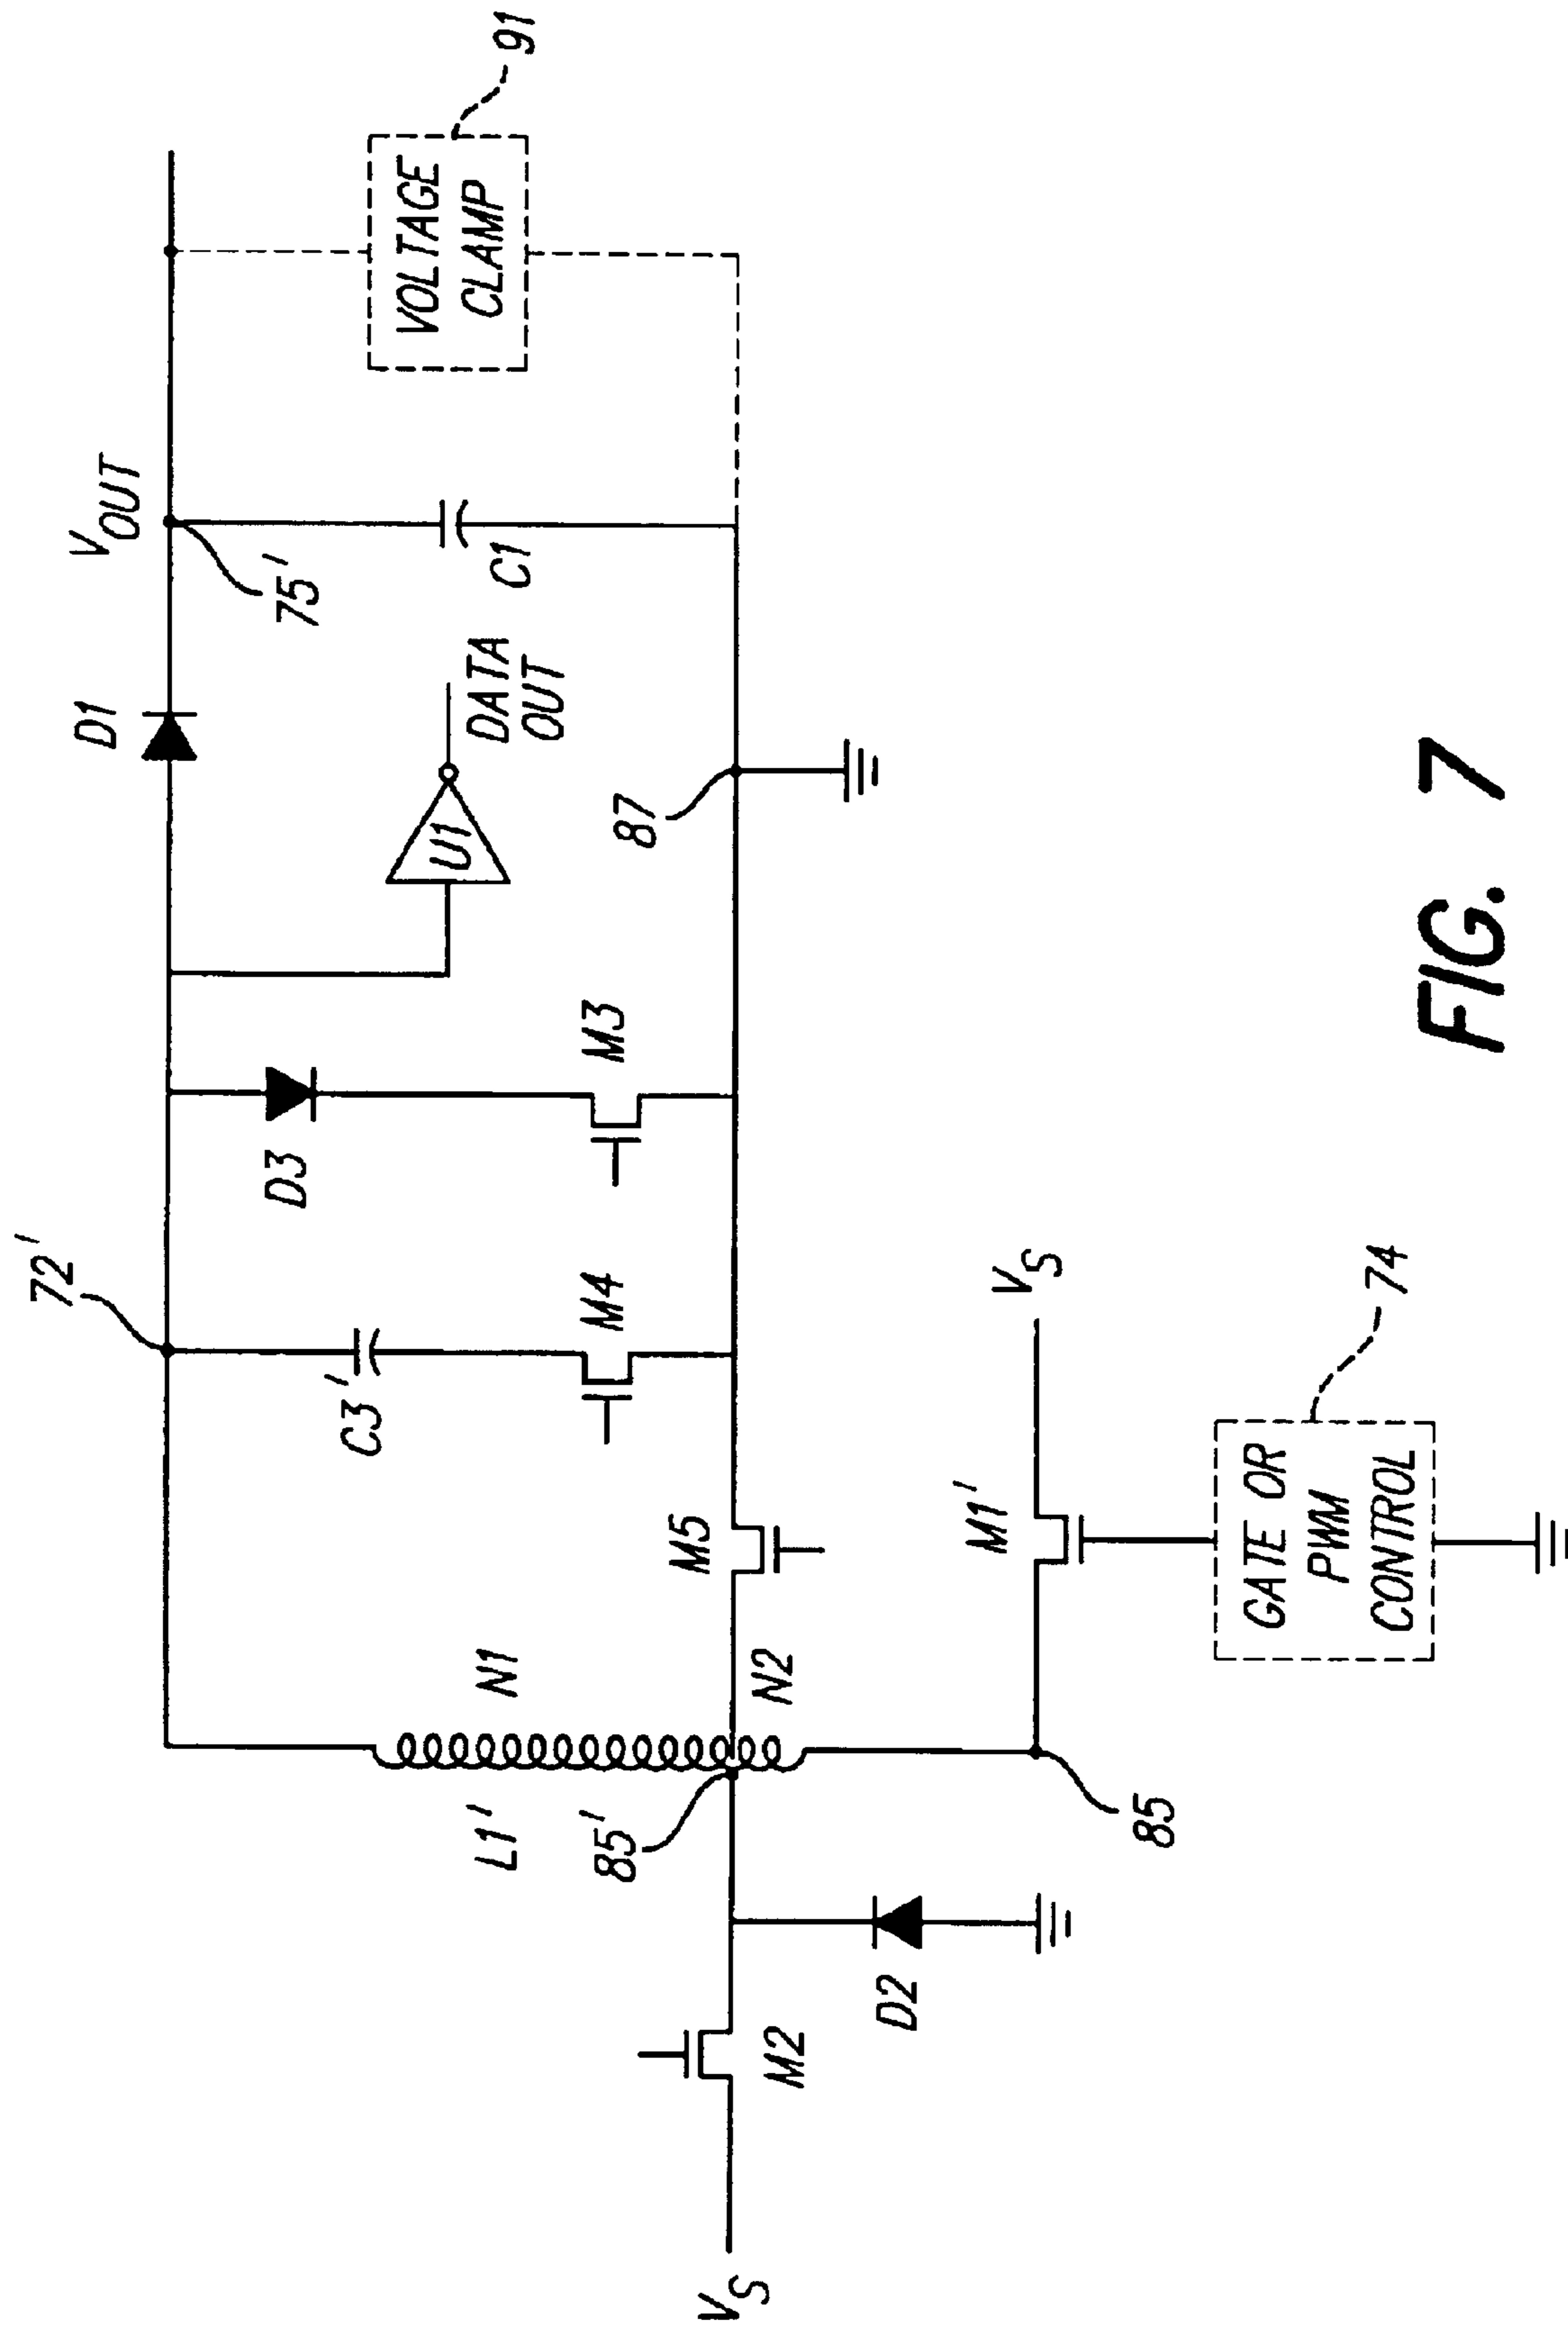 72'
D1
V_OUT
75'
91
VOLTAGE
CLAMP
L1'
N1
C3'
M4
D3
M3
U1
DATA
OUT
C1
V_S
M2
85'
N2
M5
87
D2
85
M1'
V_S
GATE OR
PWM
CONTROL
74
FIG. 7